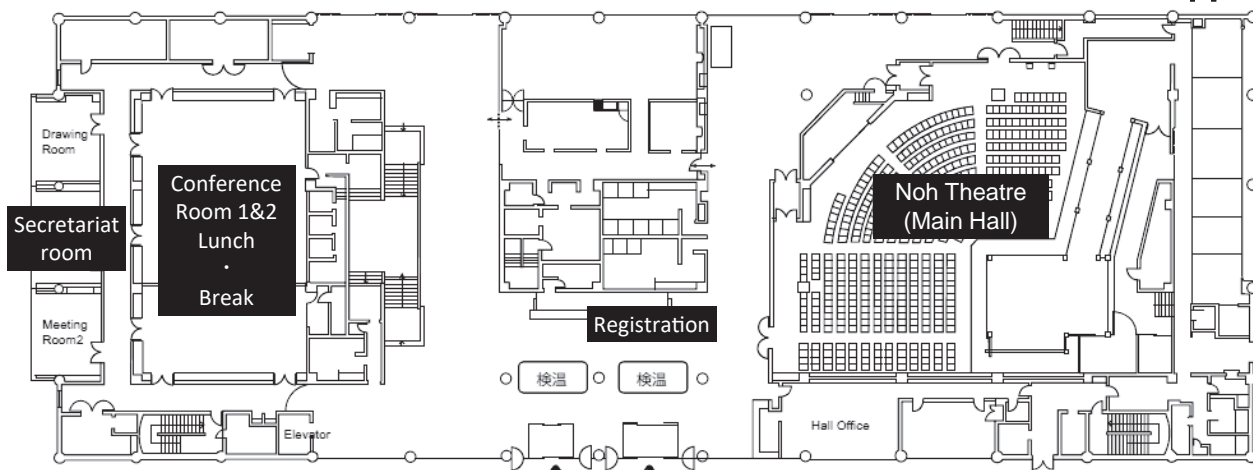 Drawing
Room
Secretariat
room
Meeting
Room2
Conference
Room 1&2
Lunch
・
Break
Elevator
Registration
検温
検温
Noh Theatre
(Main Hall)
Hall Office